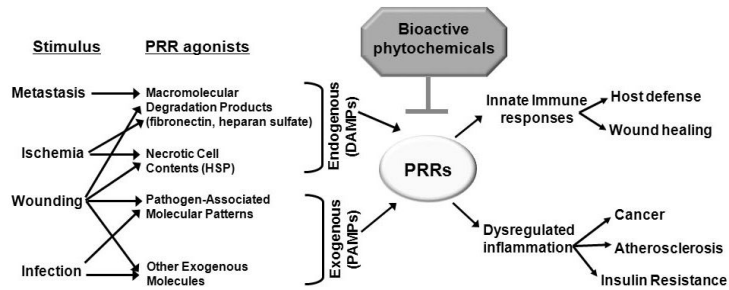 Bioactive
phytochemicals
Stimulus
PRR agonists
Metastasis
Ischemia
Wounding
Infection
Macromolecular
Degradation Products
(fibronectin, heparan sulfate)
Necrotic Cell
Contents (HSP)
Pathogen-Associated
Molecular Patterns
Other Exogenous
Molecules
Endogenous
(DAMPs)
Exogenous
(PAMPs)
PRRs
Innate Immune
responses
Host defense
Wound healing
Dysregulated
inflammation
Cancer
Atherosclerosis
Insulin Resistance